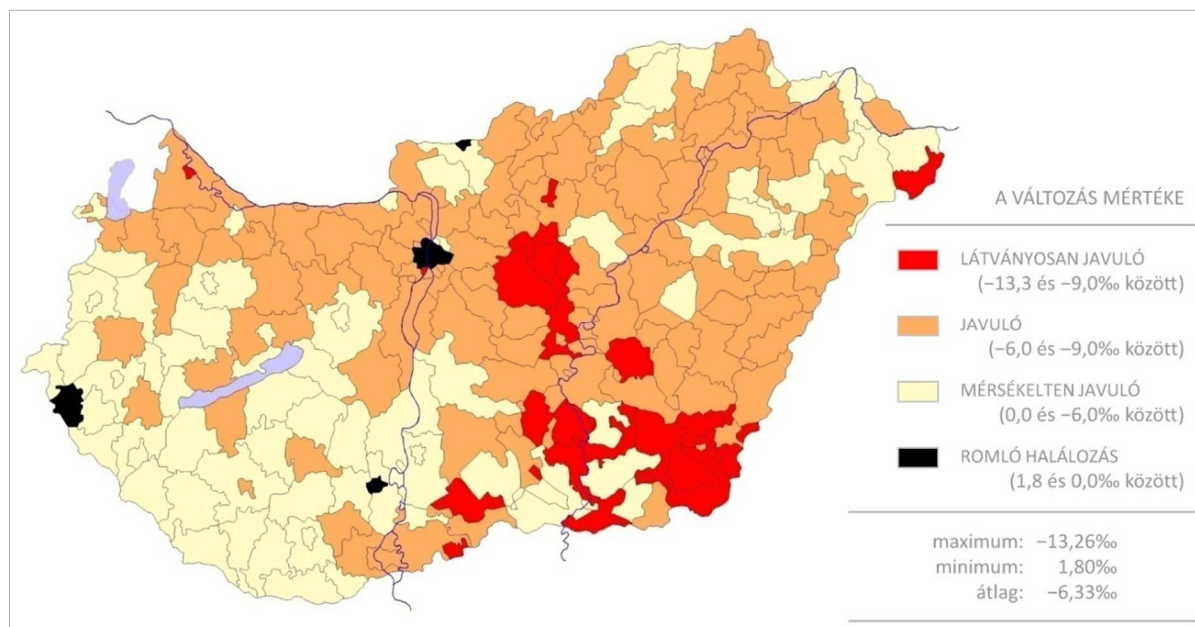 A VÁLTOZÁS MÉRTÉKE
LÁTVÁNYOSAN JAVULÓ
(−13,3 és −9,0‰ között)
JAVULÓ
(−6,0 és −9,0‰ között)
MÉRSÉKELTEN JAVULÓ
(0,0 és −6,0‰ között)
ROMLÓ HALÁLOZÁS
(1,8 és 0,0‰ között)
maximum: −13,26‰
minimum: 1,80‰
átlag: −6,33‰